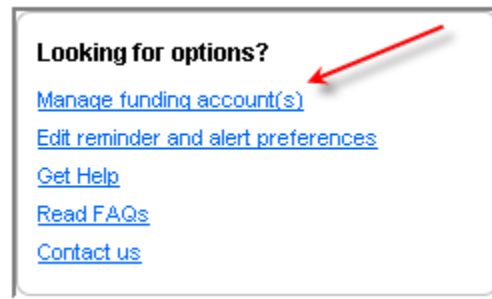 Looking for options?
Manage funding account(s)
Edit reminder and alert preferences
Get Help
Read FAQs
Contact us